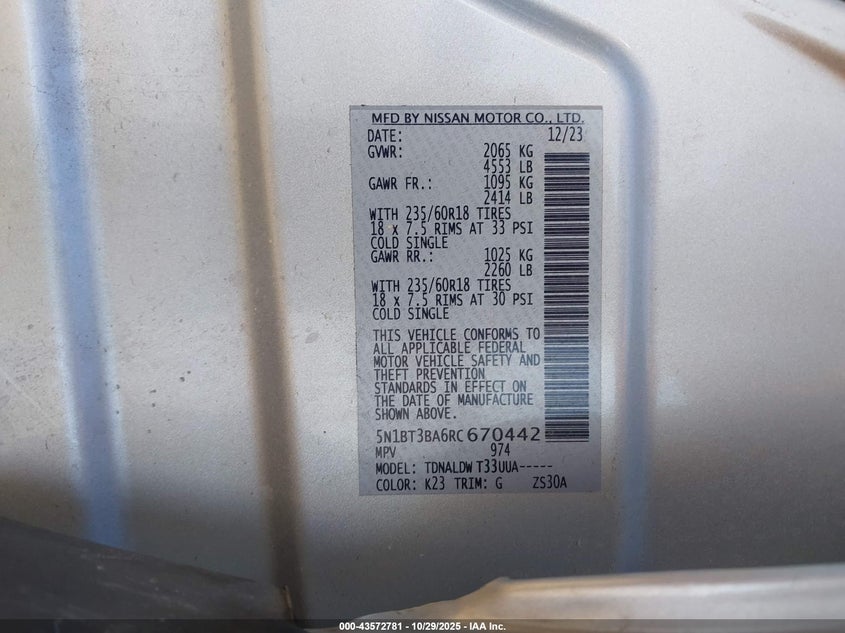 MFD BY NISSAN MOTOR CO., LTD.
DATE: 12/23
GVWR: 2065 KG
4553 LB
GAWR FR.: 1095 KG
2414 LB
WITH 235/60R18 TIRES
18 x 7.5 RIMS AT 33 PSI
COLD SINGLE
GAWR RR.: 1025 KG
2260 LB
WITH 235/60R18 TIRES
18 x 7.5 RIMS AT 30 PSI
COLD SINGLE
THIS VEHICLE CONFORMS TO
ALL APPLICABLE FEDERAL
MOTOR VEHICLE SAFETY AND
THEFT PREVENTION
STANDARDS IN EFFECT ON
THE DATE OF MANUFACTURE
SHOWN ABOVE.
5N1BT3BA6RC670442
MPV 974
MODEL: TDNALDW T33UUA-----
COLOR: K23 TRIM: G ZS30A
000-43572781 - 10/29/2025 - IAA Inc.